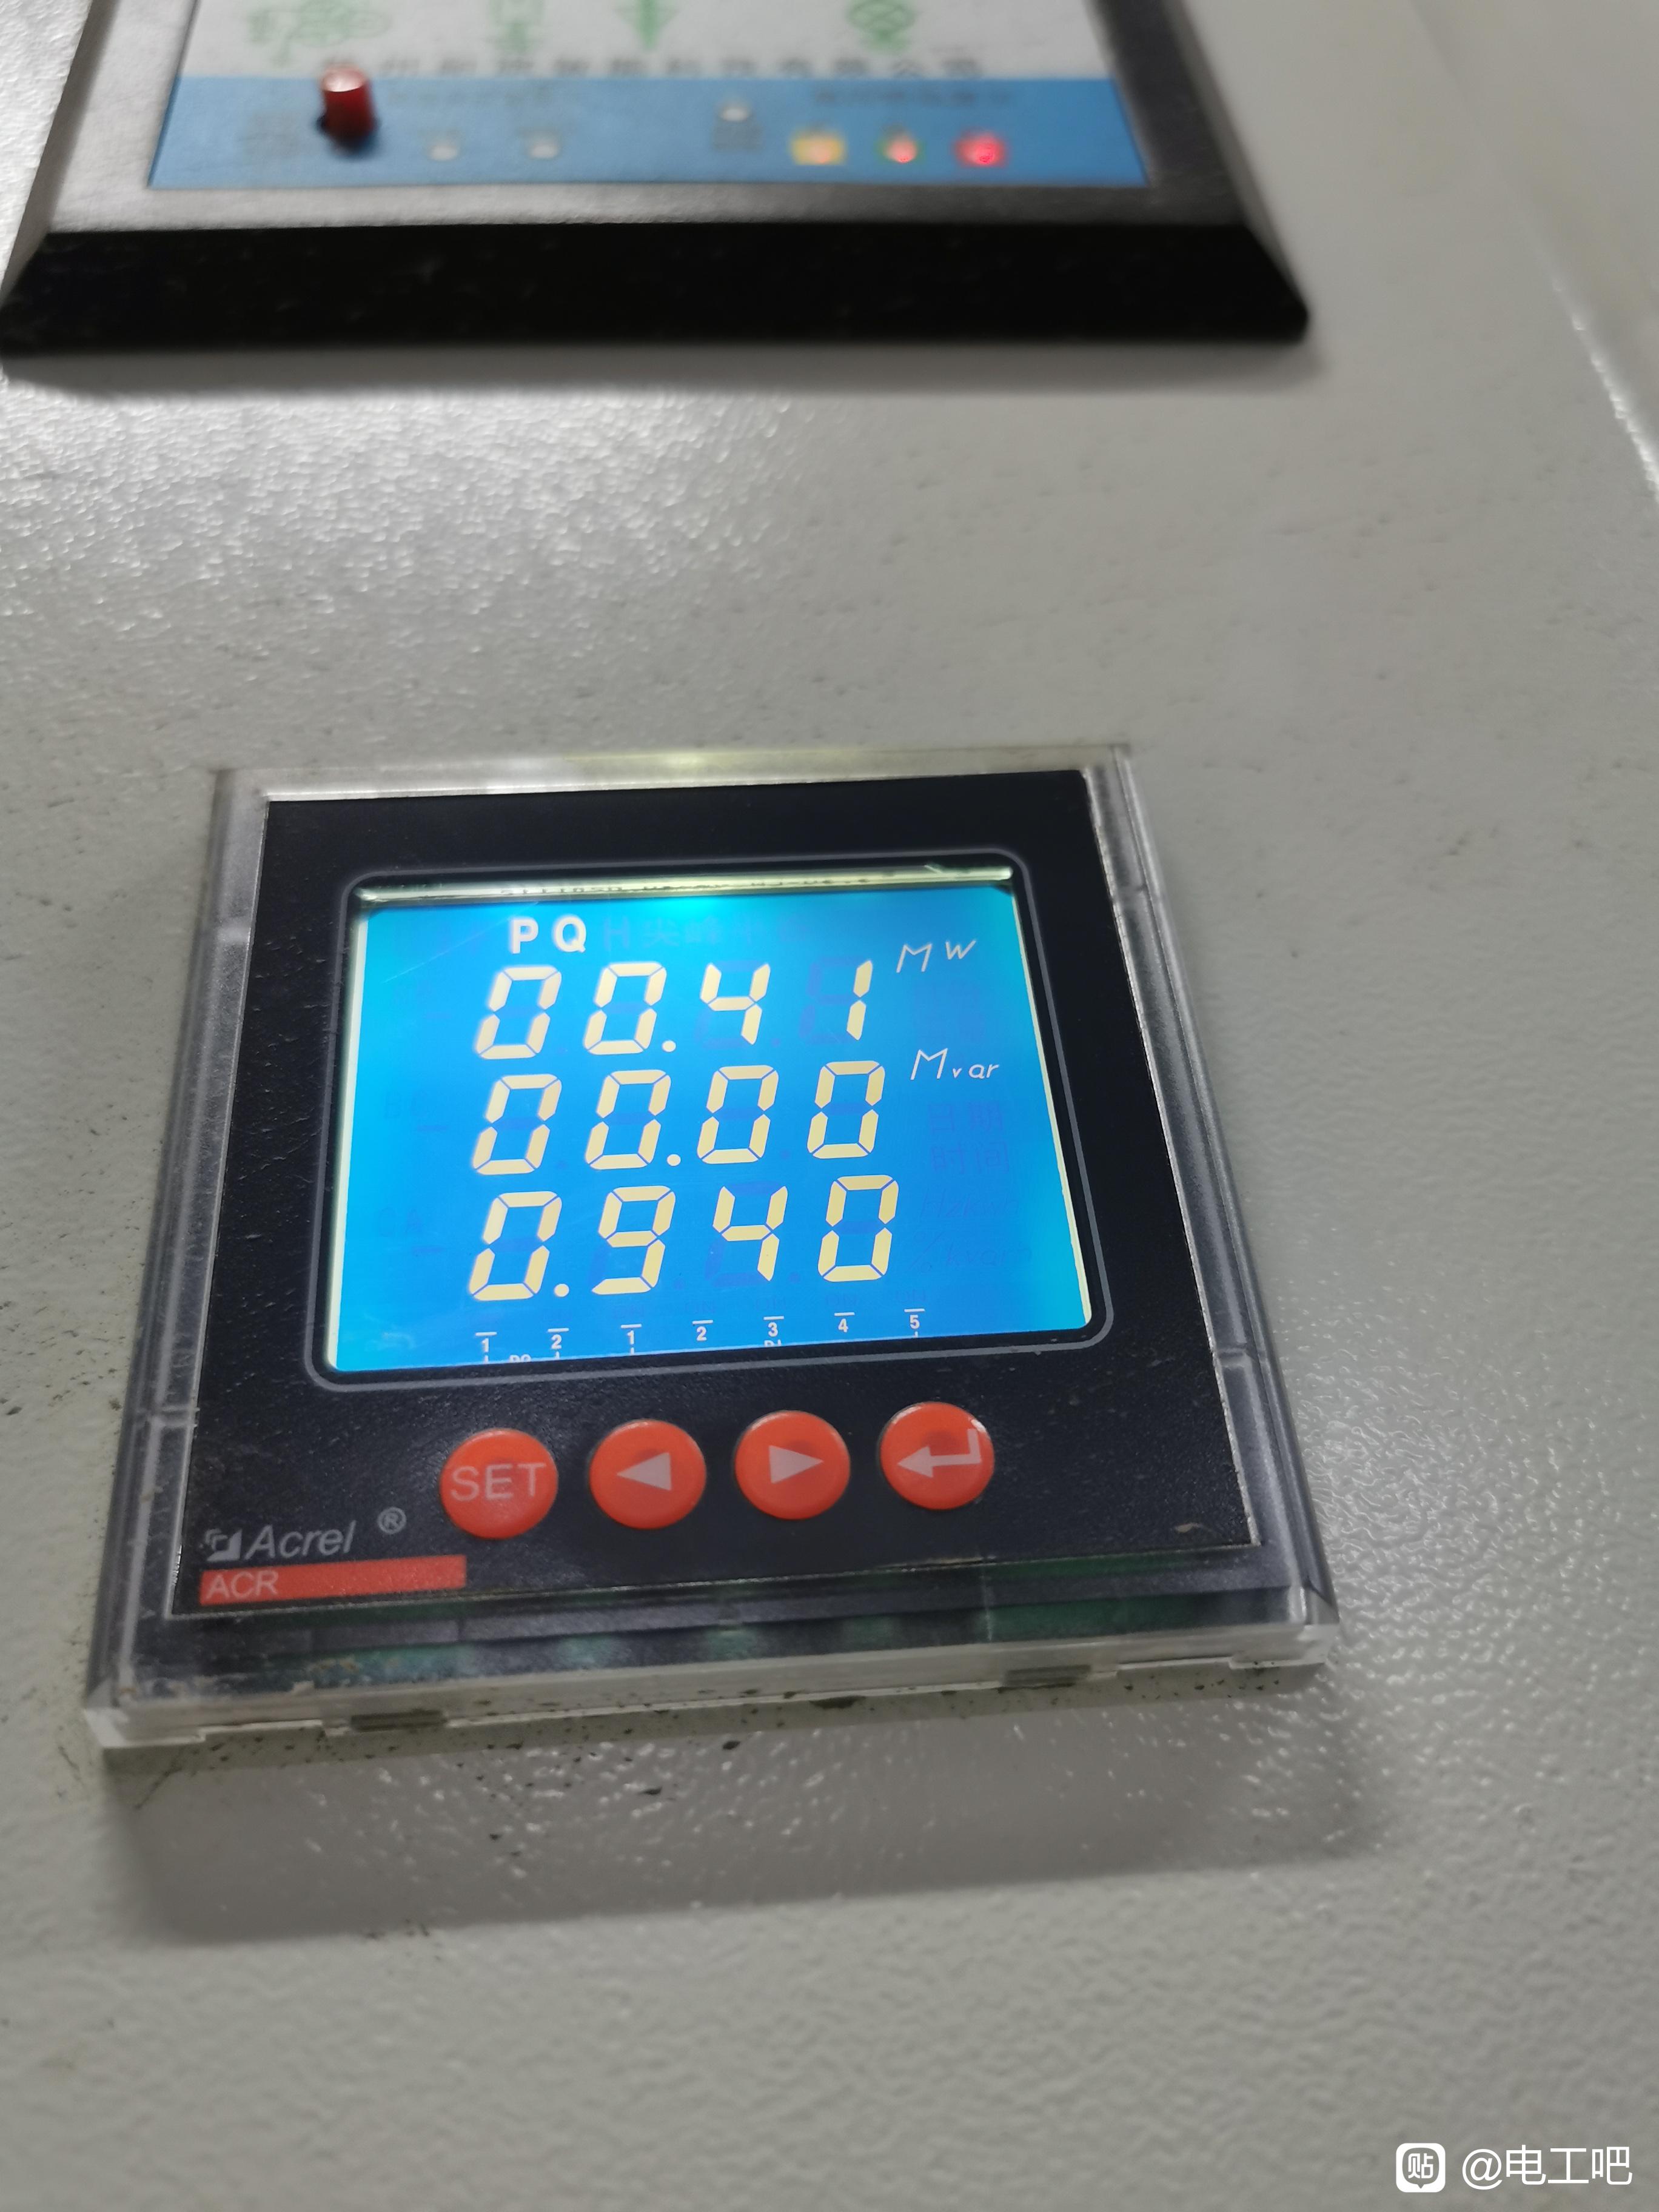 PQ
00.41 MW
00.00 Mvar
0.940
1 2 1 2 3 4 5
SET
Acrel ®
ACR
贴 @电工吧